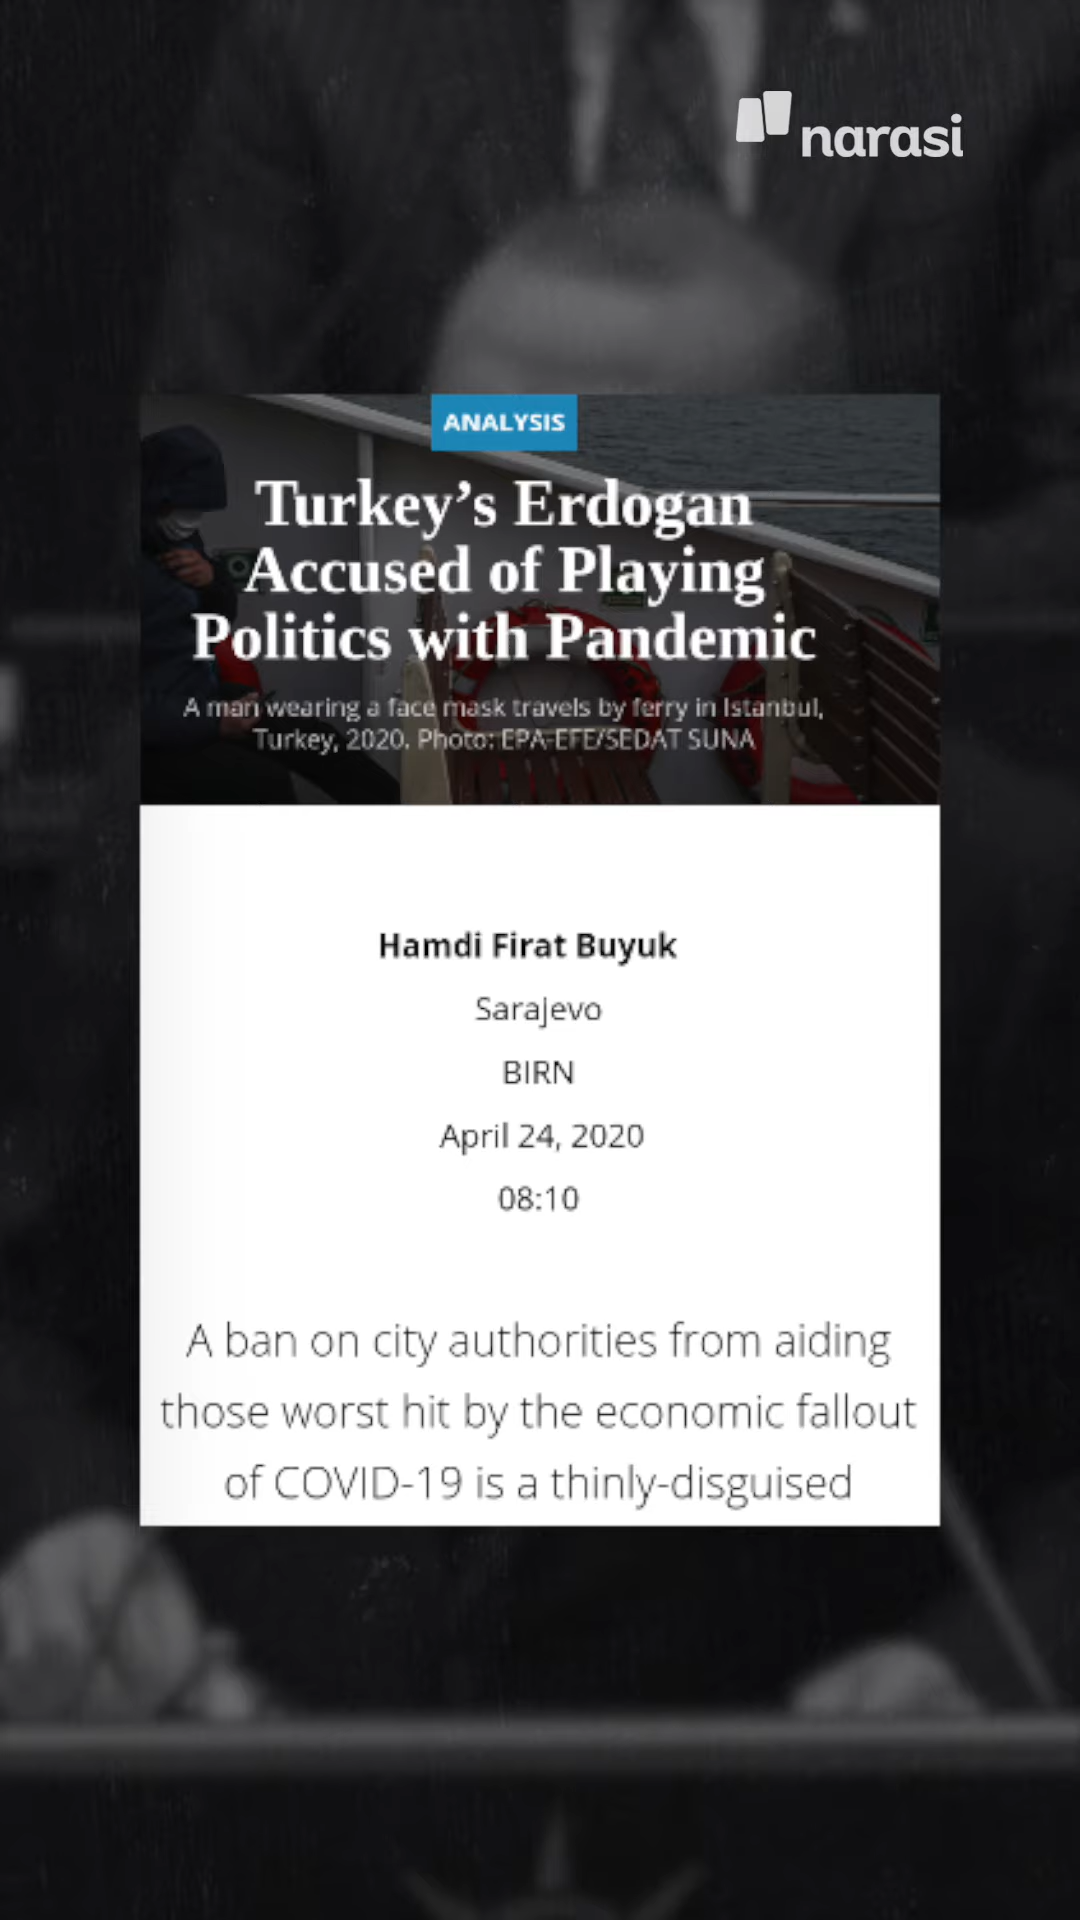 narasi
ANALYSIS
Turkey’s Erdogan
Accused of Playing
Politics with Pandemic
A man wearing a face mask travels by ferry in Istanbul,
Turkey, 2020. Photo: EPA-EFE/SEDAT SUNA
Hamdi Firat Buyuk
Sarajevo
BIRN
April 24, 2020
08:10
A ban on city authorities from aiding
those worst hit by the economic fallout
of COVID-19 is a thinly-disguised